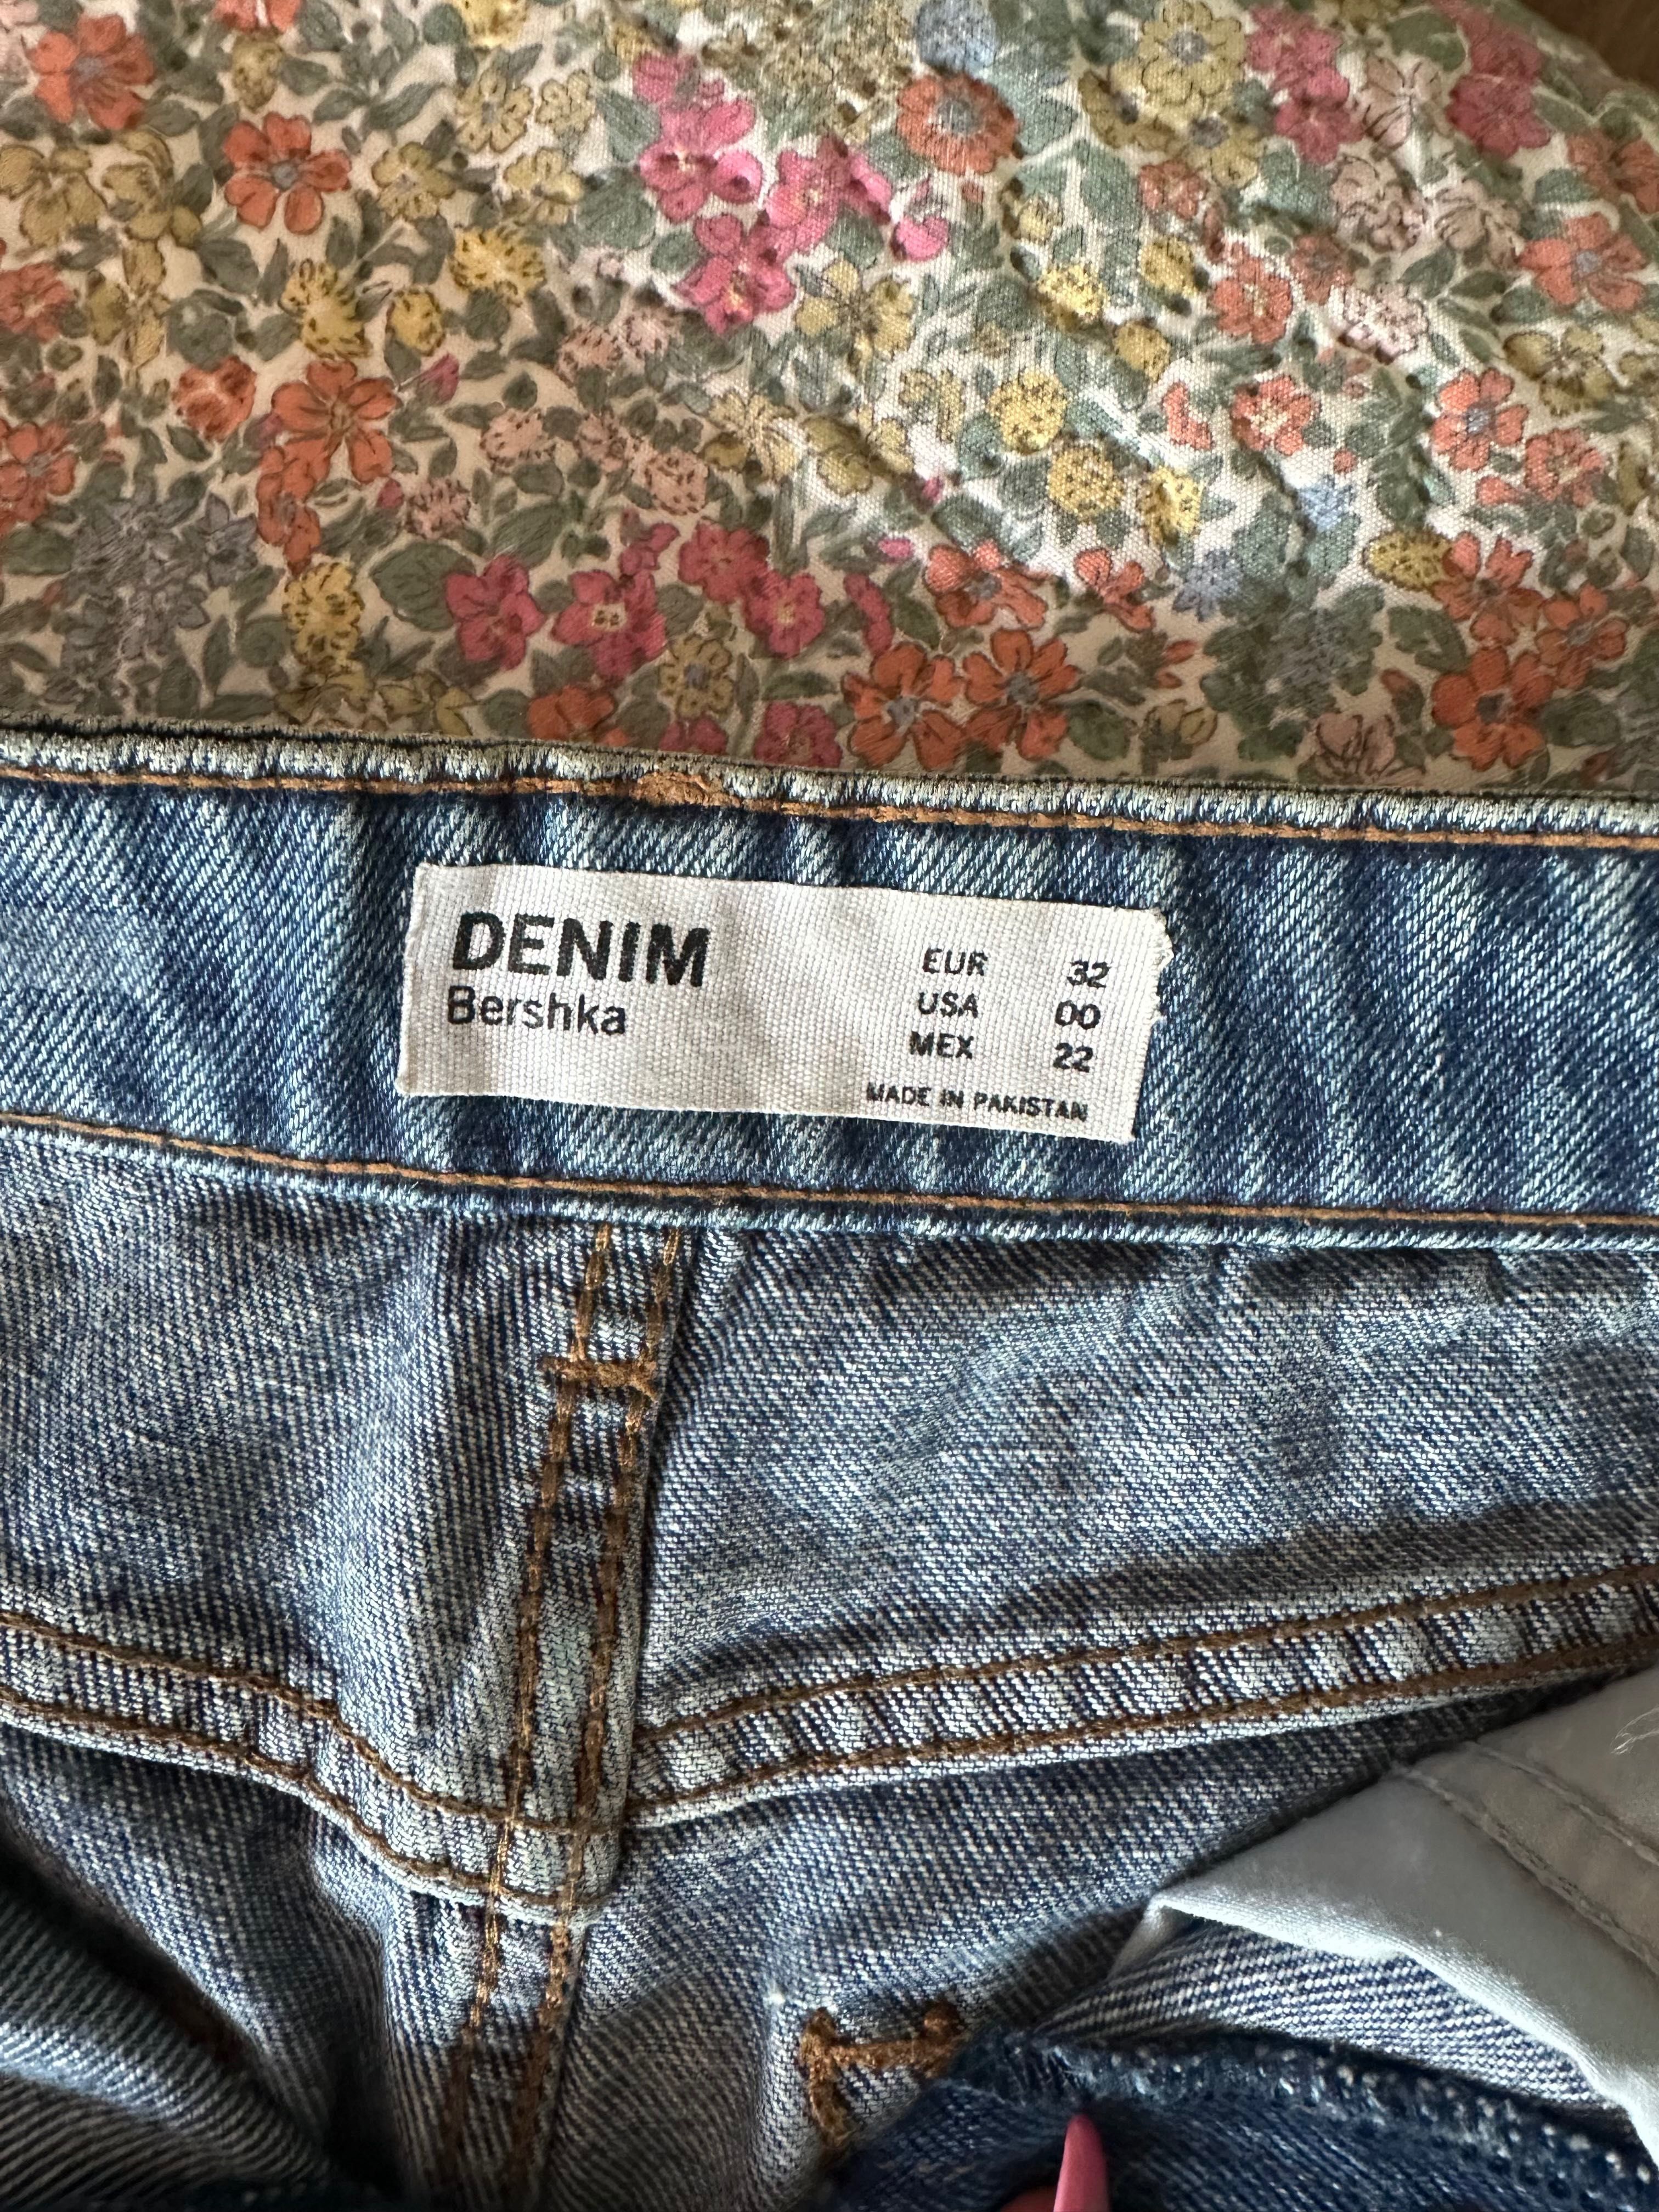 DENIM
Bershka
EUR 32
USA 00
MEX 22
MADE IN PAKISTAN